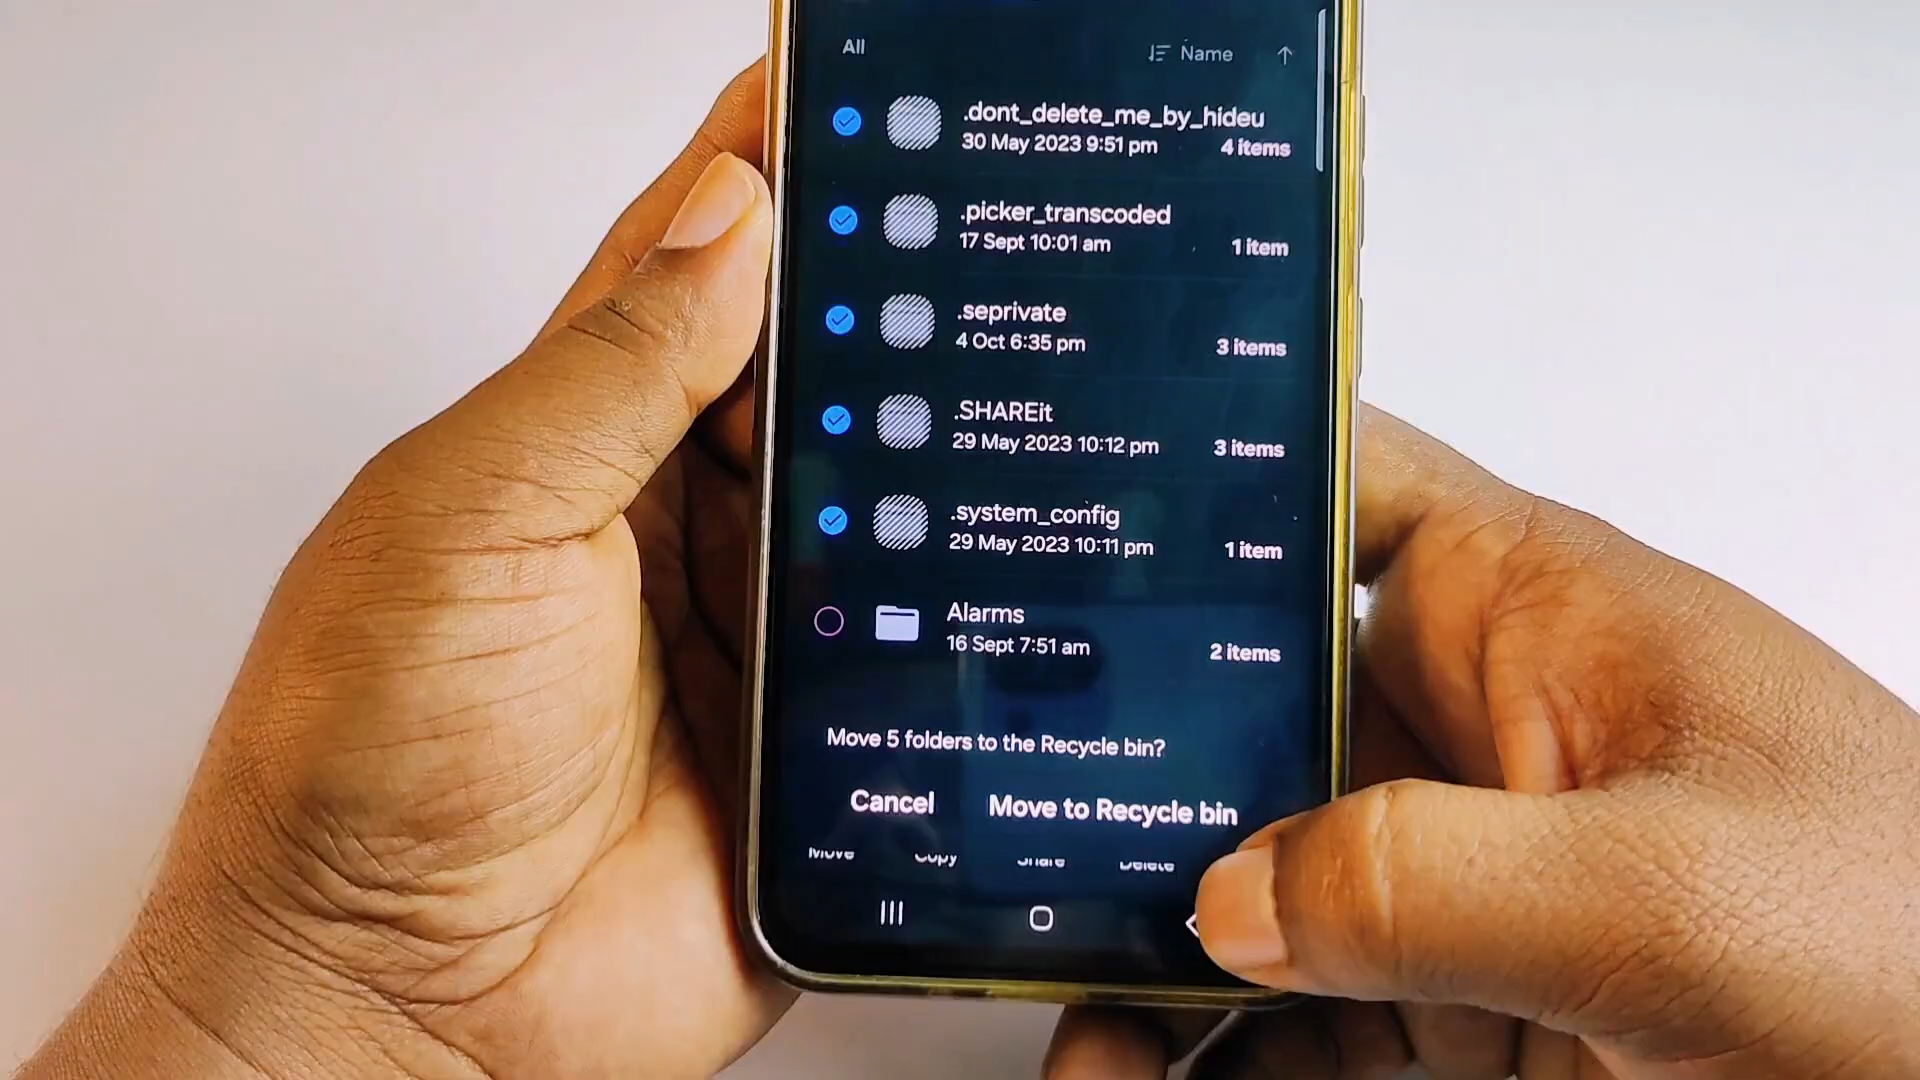 All
Name
.dont_delete_me_by_hideu
30 May 2023 9:51 pm
4 items
.picker_transcoded
17 Sept 10:01 am
1 item
.seprivate
4 Oct 6:35 pm
3 items
.SHAREit
29 May 2023 10:12 pm
3 items
.system_config
29 May 2023 10:11 pm
1 item
Alarms
16 Sept 7:51 am
2 items
Move 5 folders to the Recycle bin?
Cancel
Move to Recycle bin
Move
Copy
Share
Delete